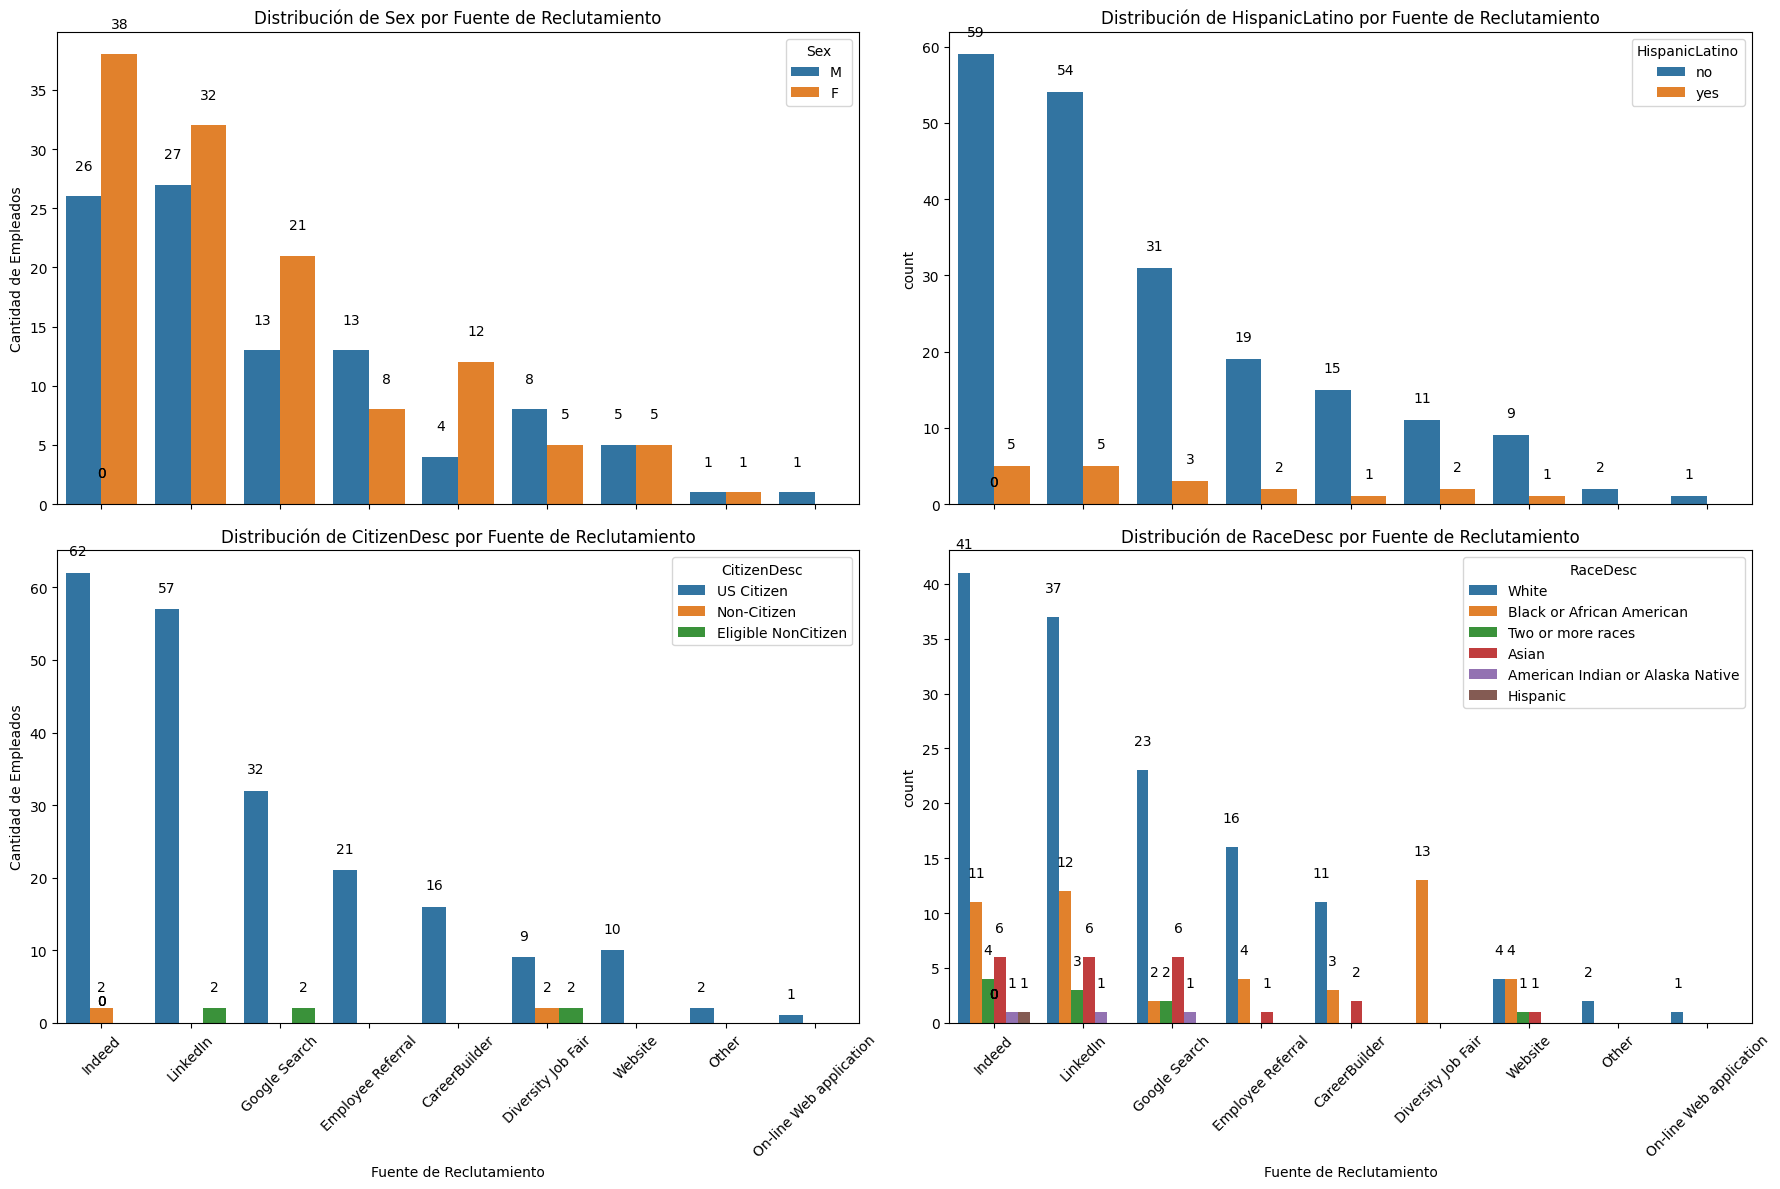 Distribución de Sex por Fuente de Reclutamiento
Cantidad de Empleados
0
5
10
15
20
25
30
35
Sex
M
F
26 38 27 32 13 21 13 8 4 12 8 5 5 5 1 1 1
0
Distribución de HispanicLatino por Fuente de Reclutamiento
count
0
10
20
30
40
50
60
HispanicLatino
no
yes
59 5 54 5 31 3 19 2 15 1 11 2 9 1 2 1
0
Distribución de CitizenDesc por Fuente de Reclutamiento
Cantidad de Empleados
0
10
20
30
40
50
60
CitizenDesc
US Citizen
Non-Citizen
Eligible NonCitizen
62 2 57 2 32 2 21 16 9 2 2 10 2 1
0
Indeed
LinkedIn
Google Search
Employee Referral
CareerBuilder
Diversity Job Fair
Website
Other
On-line Web application
Fuente de Reclutamiento
Distribución de RaceDesc por Fuente de Reclutamiento
count
0
5
10
15
20
25
30
35
40
RaceDesc
White
Black or African American
Two or more races
Asian
American Indian or Alaska Native
Hispanic
41 11 4 6 1 1 37 12 3 6 1 23 2 2 6 1 16 4 1 11 3 2 13 4 4 1 1 2 1
0
Indeed
LinkedIn
Google Search
Employee Referral
CareerBuilder
Diversity Job Fair
Website
Other
On-line Web application
Fuente de Reclutamiento